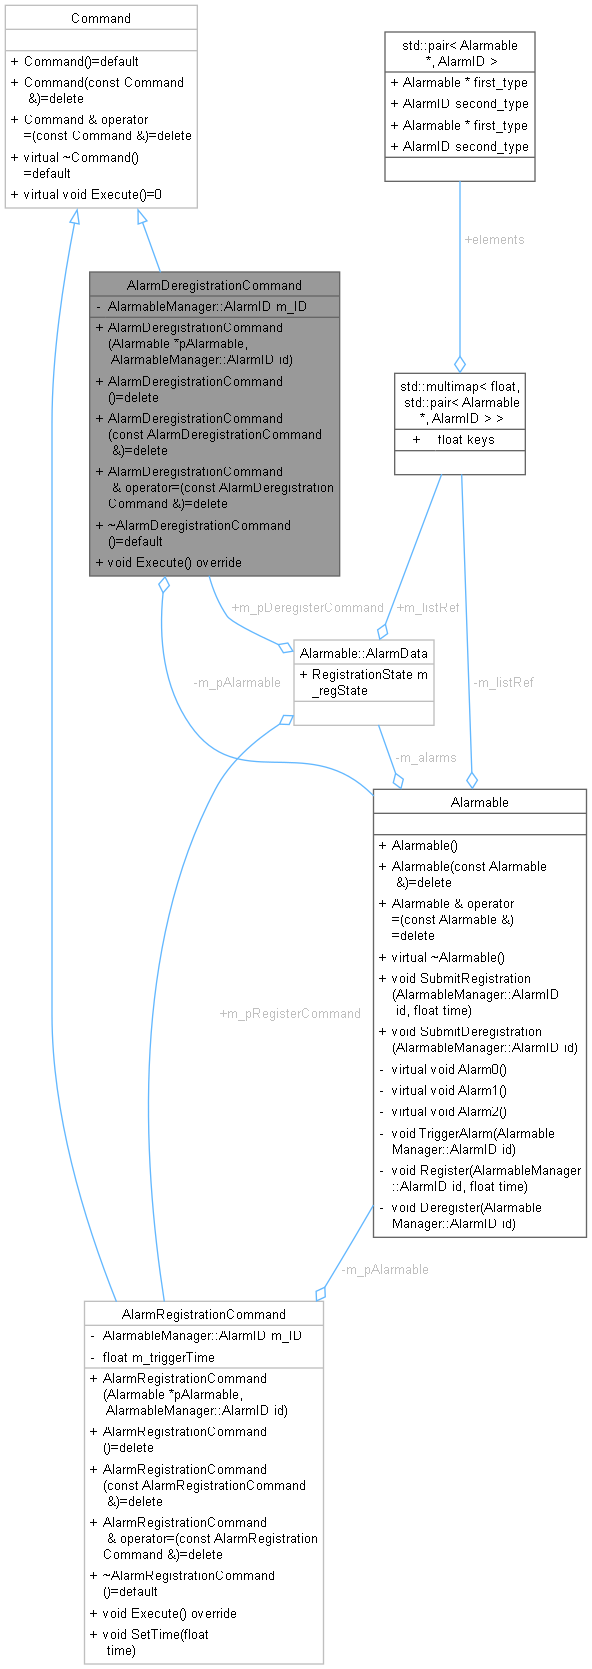 Command
+ Command()=default
+ Command(const Command
&)=delete
+ Command & operator
=(const Command &)=delete
+ virtual ~Command()
=default
+ virtual void Execute()=0
std::pair< Alarmable
*, AlarmID >
+ Alarmable * first_type
+ AlarmID second_type
+ Alarmable * first_type
+ AlarmID second_type
+elements
AlarmDeregistrationCommand
- AlarmableManager::AlarmID m_ID
+ AlarmDeregistrationCommand
(Alarmable *pAlarmable,
AlarmableManager::AlarmID id)
+ AlarmDeregistrationCommand
()=delete
+ AlarmDeregistrationCommand
(const AlarmDeregistrationCommand
&)=delete
+ AlarmDeregistrationCommand
& operator=(const AlarmDeregistration
Command &)=delete
+ ~AlarmDeregistrationCommand
()=default
+ void Execute() override
std::multimap< float,
std::pair< Alarmable
*, AlarmID > >
+ float keys
+m_pDeregisterCommand
+m_listRef
Alarmable::AlarmData
+ RegistrationState m
_regState
-m_pAlarmable
-m_listRef
-m_alarms
Alarmable
+ Alarmable()
+ Alarmable(const Alarmable
&)=delete
+ Alarmable & operator
=(const Alarmable &)
=delete
+ virtual ~Alarmable()
+ void SubmitRegistration
(AlarmableManager::AlarmID
id, float time)
+ void SubmitDeregistration
(AlarmableManager::AlarmID id)
- virtual void Alarm0()
- virtual void Alarm1()
- virtual void Alarm2()
- void TriggerAlarm(Alarmable
Manager::AlarmID id)
- void Register(AlarmableManager
::AlarmID id, float time)
- void Deregister(Alarmable
Manager::AlarmID id)
+m_pRegisterCommand
-m_pAlarmable
AlarmRegistrationCommand
- AlarmableManager::AlarmID m_ID
- float m_triggerTime
+ AlarmRegistrationCommand
(Alarmable *pAlarmable,
AlarmableManager::AlarmID id)
+ AlarmRegistrationCommand
()=delete
+ AlarmRegistrationCommand
(const AlarmRegistrationCommand
&)=delete
+ AlarmRegistrationCommand
& operator=(const AlarmRegistration
Command &)=delete
+ ~AlarmRegistrationCommand
()=default
+ void Execute() override
+ void SetTime(float
time)